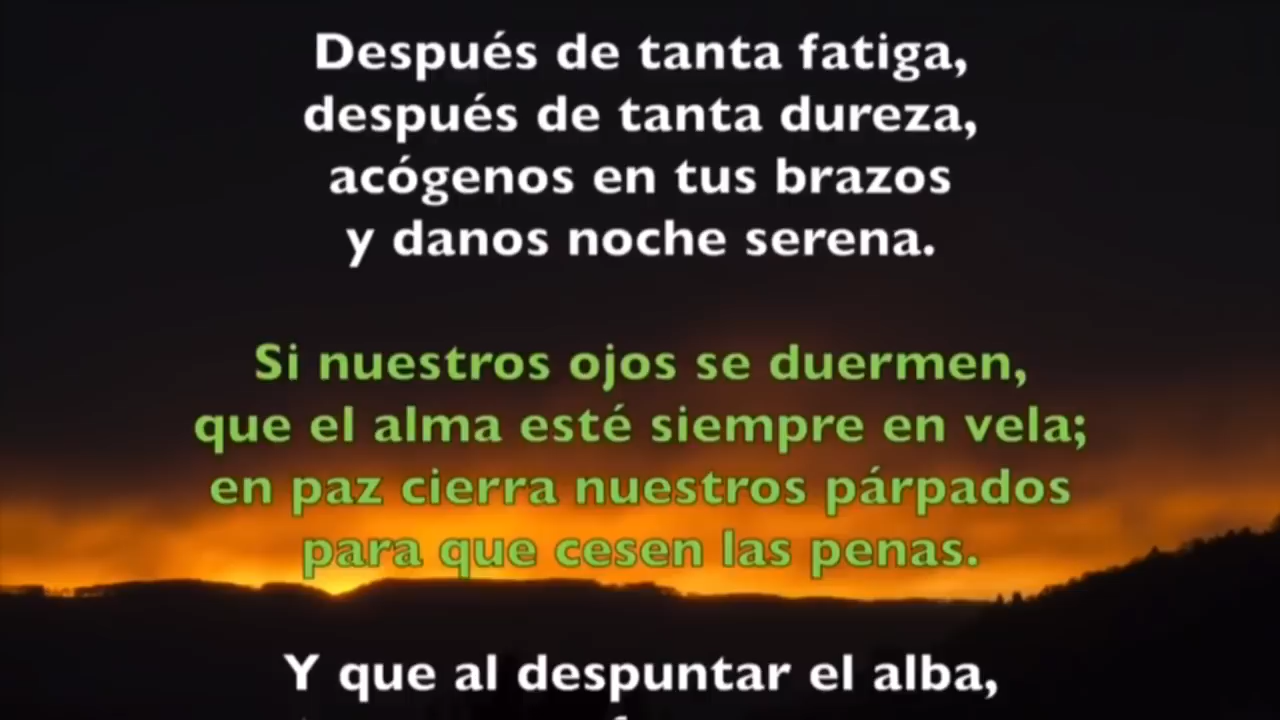 Después de tanta fatiga,
después de tanta dureza,
acógenos en tus brazos
y danos noche serena.
Si nuestros ojos se duermen,
que el alma esté siempre en vela;
en paz cierra nuestros párpados
para que cesen las penas.
Y que al despuntar el alba,